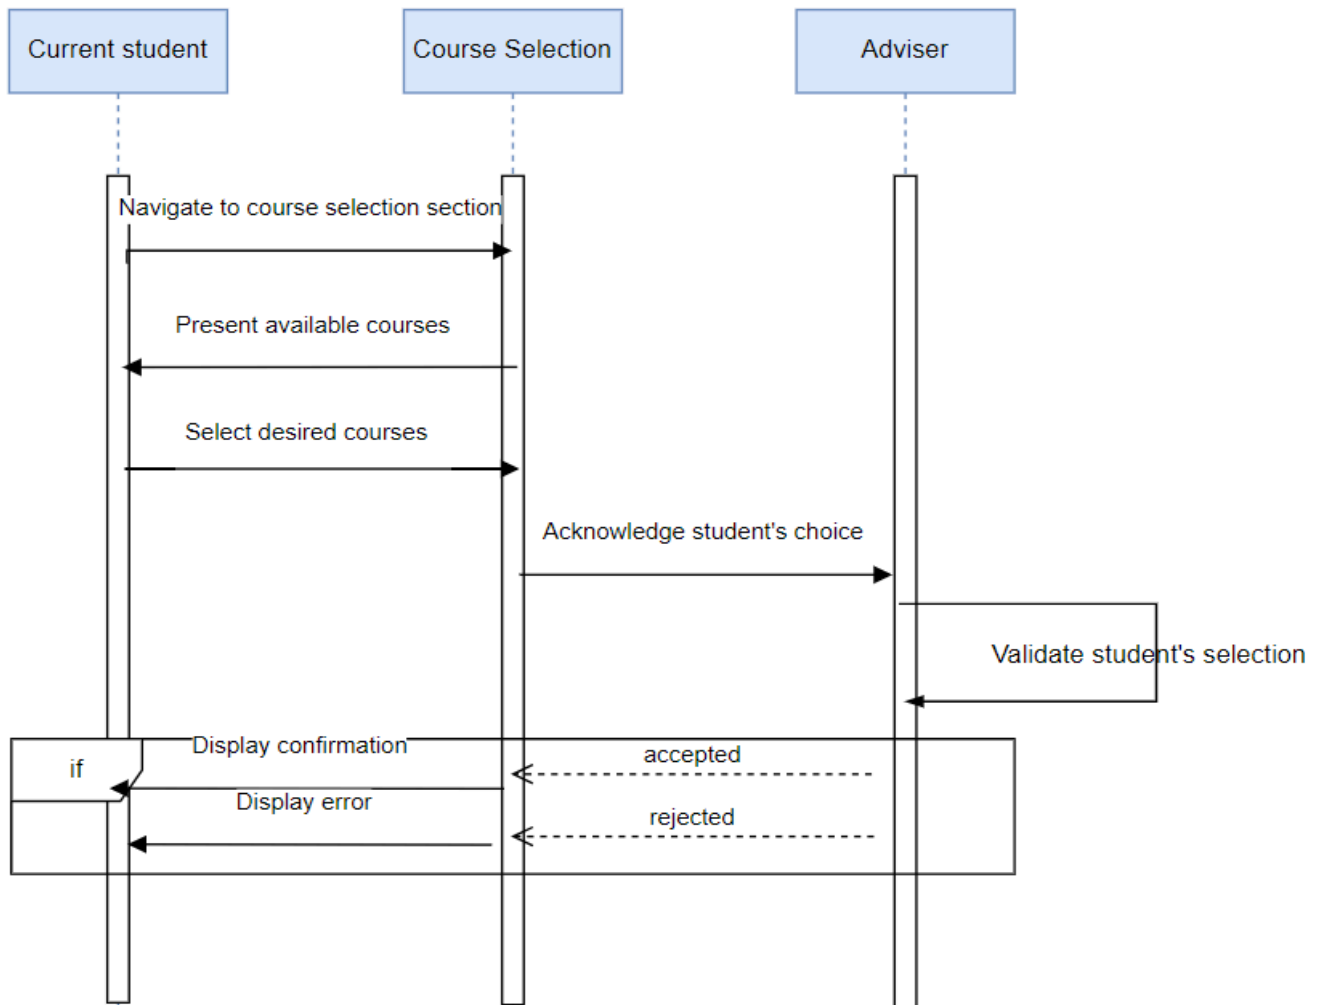 Current student
Course Selection
Adviser
Navigate to course selection section
Present available courses
Select desired courses
Acknowledge student's choice
Validate student's selection
if
Display confirmation
accepted
Display error
rejected